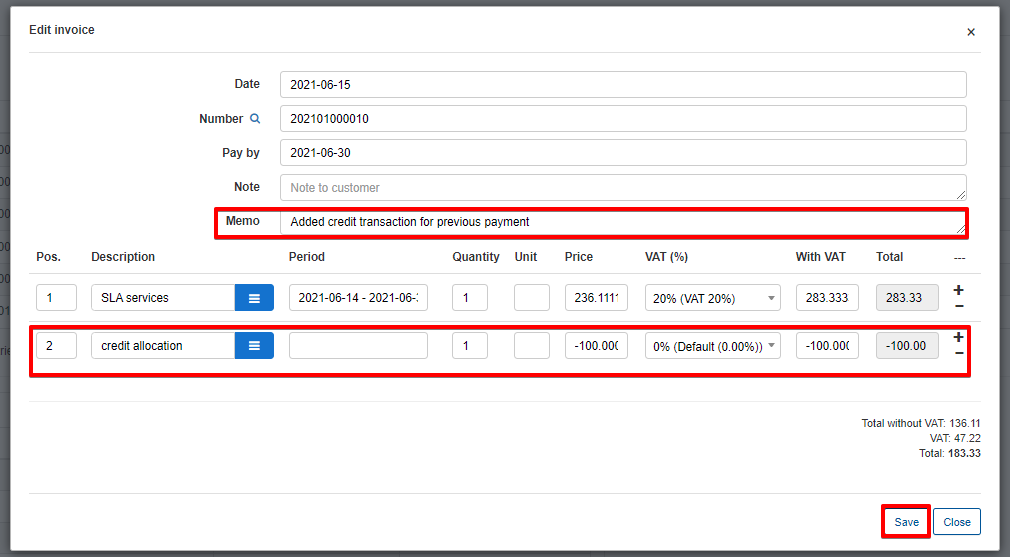 Edit invoice ×
Date 2021-06-15
Number 202101000010
Pay by 2021-06-30
Note Note to customer
Memo Added credit transaction for previous payment
Pos. Description Period Quantity Unit Price VAT (%) With VAT Total ---
1 SLA services 2021-06-14 - 2021-06- 1 236.111 20% (VAT 20%) 283.333 283.33 +
−
2 credit allocation 1 -100.00 0% (Default (0.00%)) -100.00 -100.00 +
−
Total without VAT: 136.11
VAT: 47.22
Total: 183.33
Save Close